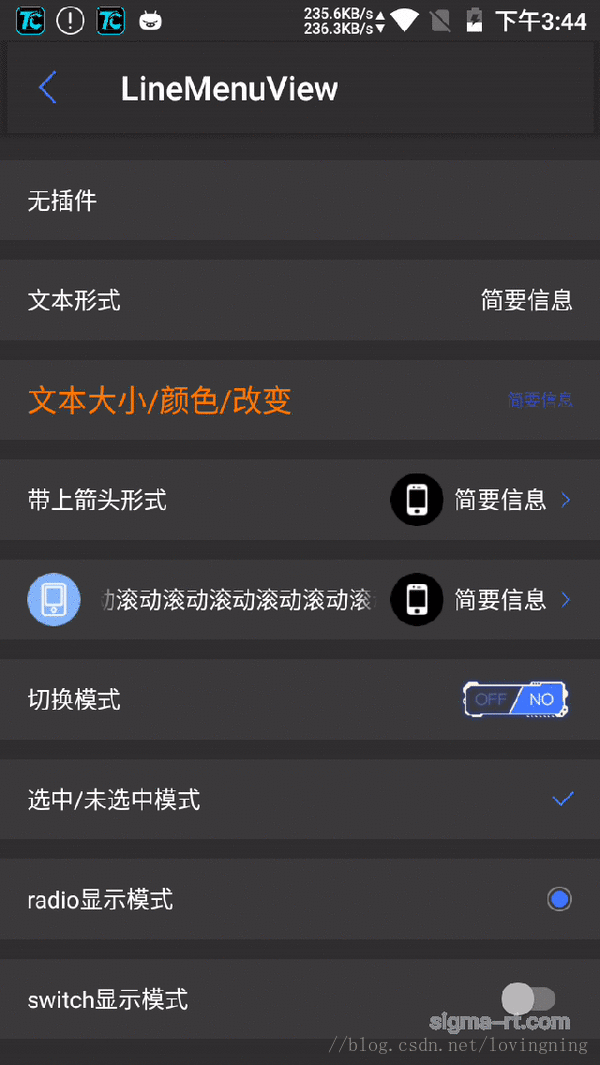 TC ! TC 235.6KB/s 下午3:44
236.3KB/s
LineMenuView
无插件
文本形式 简要信息
文本大小/颜色/改变 简要信息
带上箭头形式 简要信息
动滚动滚动滚动滚动滚动滚 简要信息
切换模式 OFF NO
选中/未选中模式
radio显示模式
switch显示模式
sigma-rt.com
//blog.csdn.net/lovingning